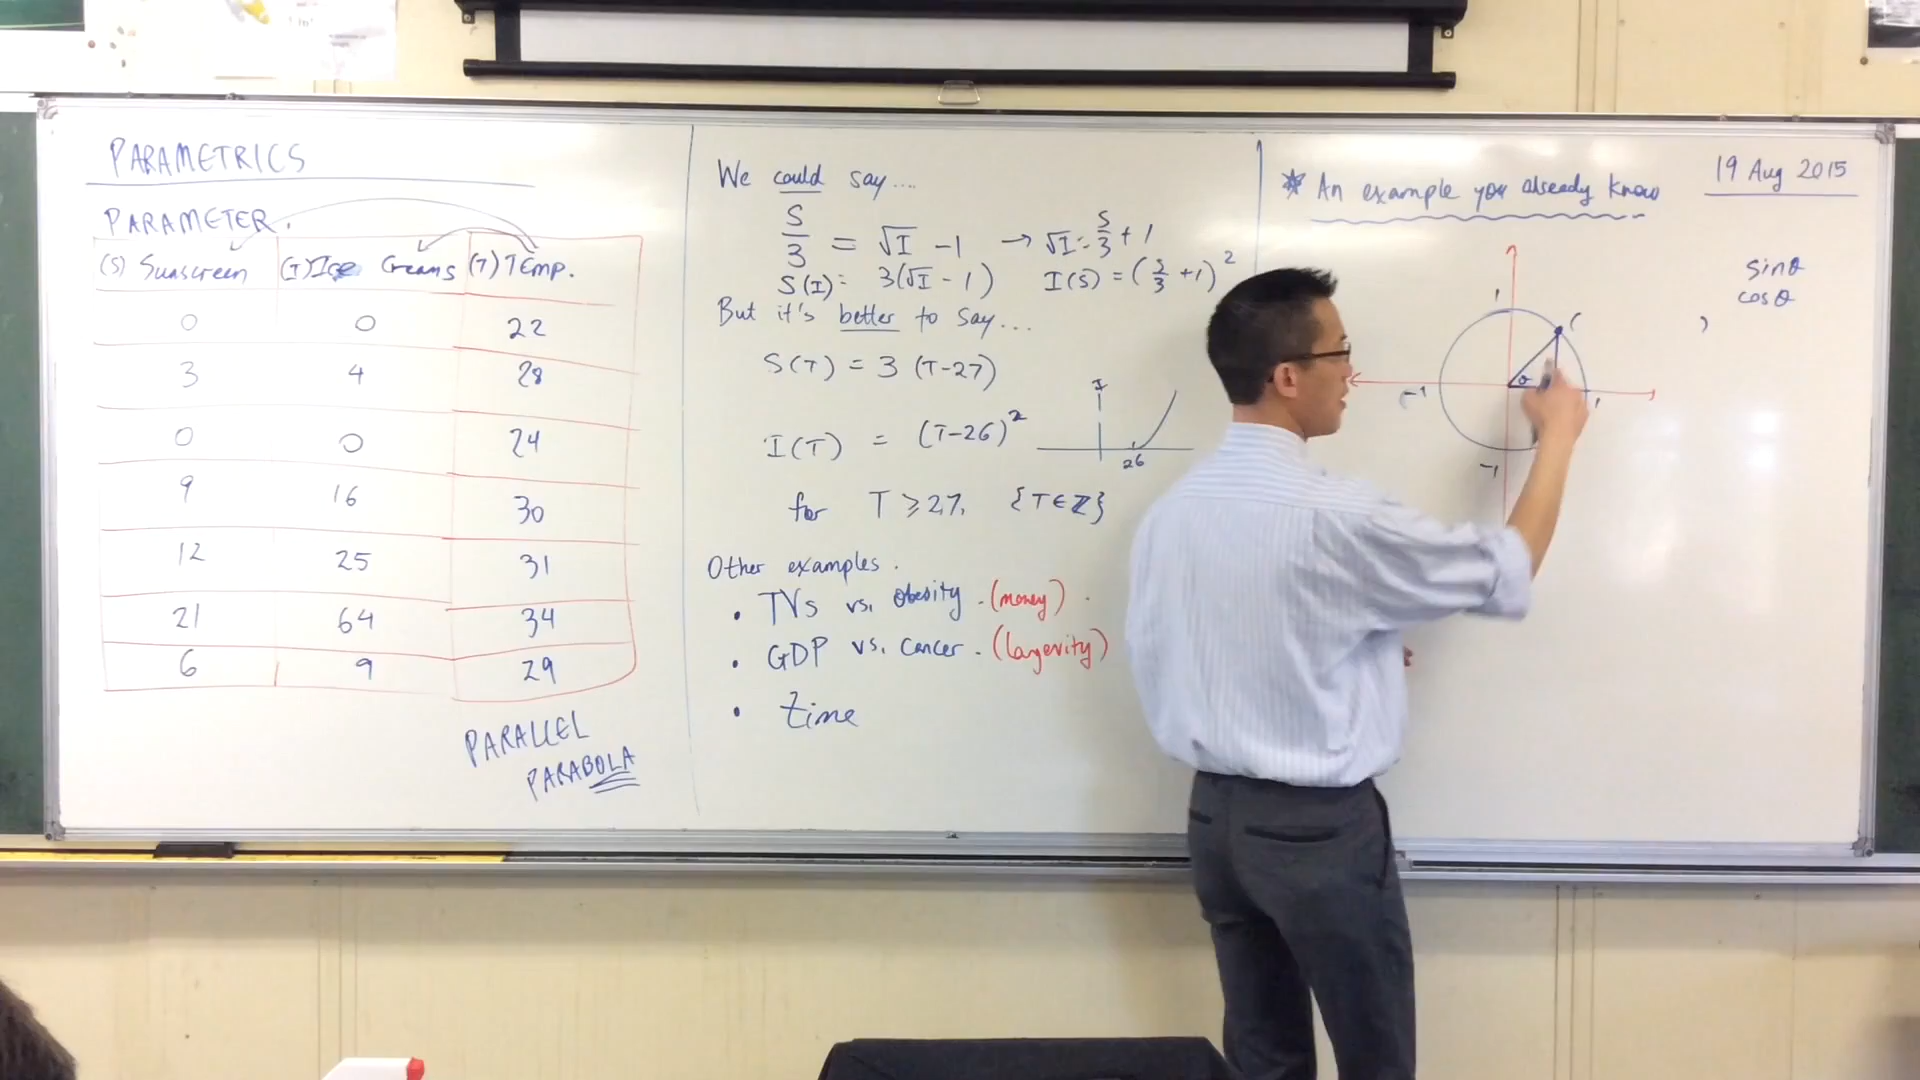 PARAMETRICS
PARAMETER.
(S) Sunscreen (I) Ice Creams (T) TEmp.
0 0 22
3 4 28
0 0 24
9 16 30
12 25 31
21 64 34
6 9 29
PARALLEL
PARABOLA
We could say....
S/3 = √I - 1 → √I = S/3 + 1
S(I) = 3(√I - 1) I(S) = (S/3 + 1)²
But it's better to say...
S(T) = 3 (T-27)
I(T) = (T-26)²
I
26
for T ≥ 27, {T∈Z}
Other examples.
• TVs vs. obesity. (money)
• GDP vs. cancer. (longevity)
• time
19 Aug 2015
* An example you already know
sinθ
cosθ
1
( , )
θ
-1 1
-1